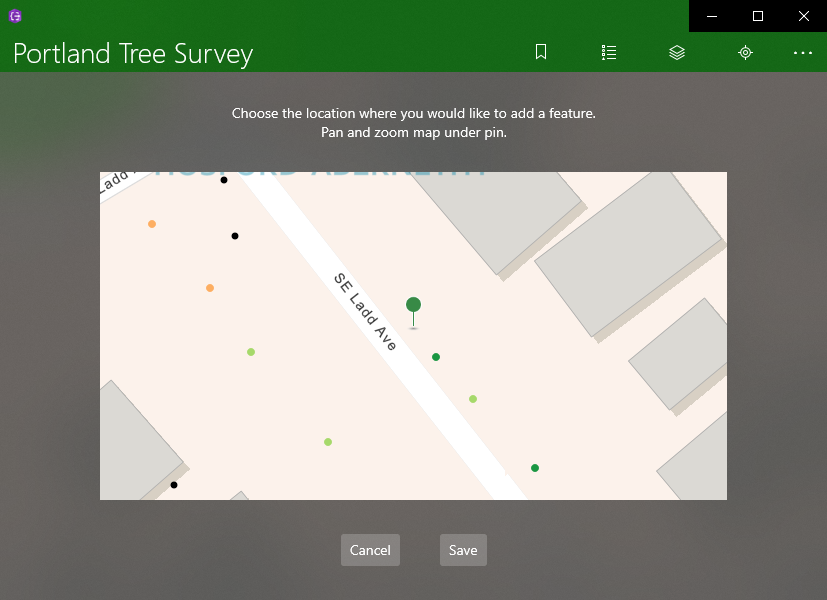 Portland Tree Survey
Choose the location where you would like to add a feature.
Pan and zoom map under pin.
Ladd
SE Ladd Ave
Cancel
Save